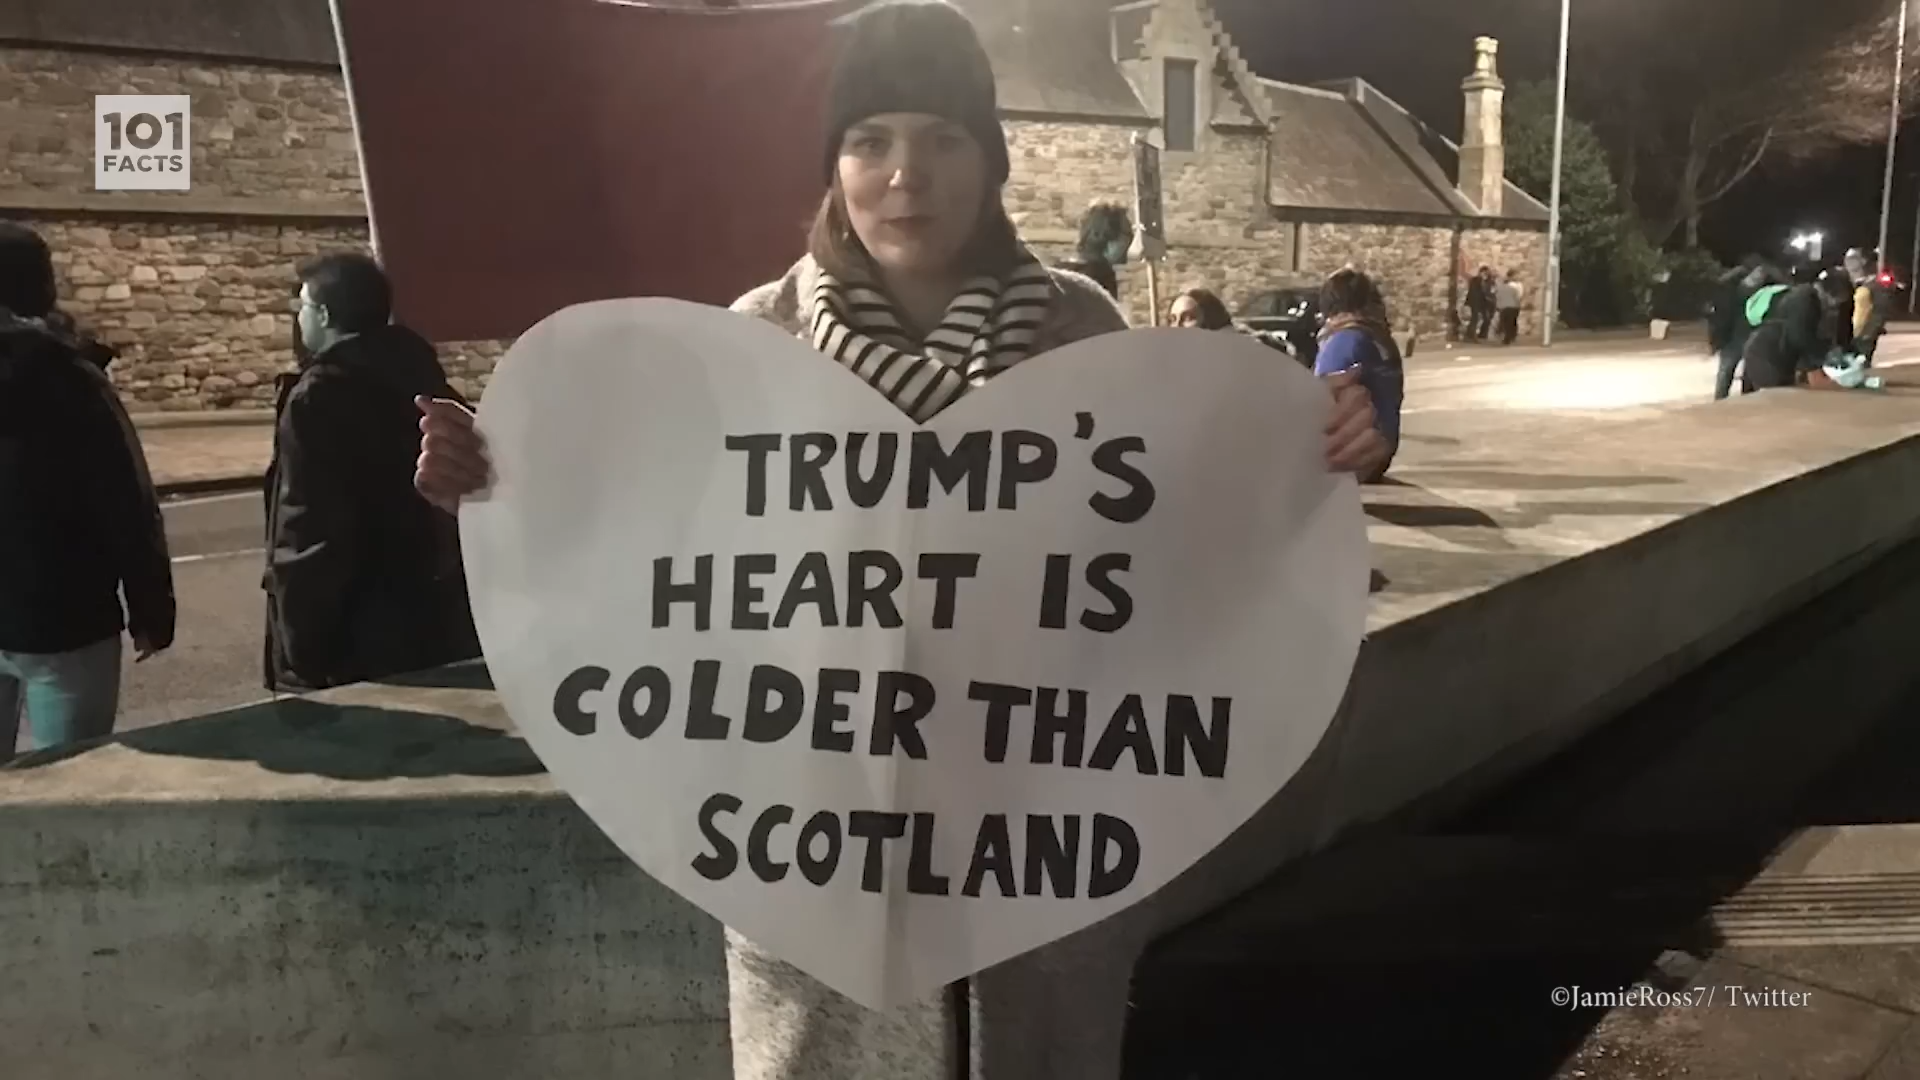 101
FACTS
TRUMP'S
HEART IS
COLDER THAN
SCOTLAND
©JamieRoss7/ Twitter